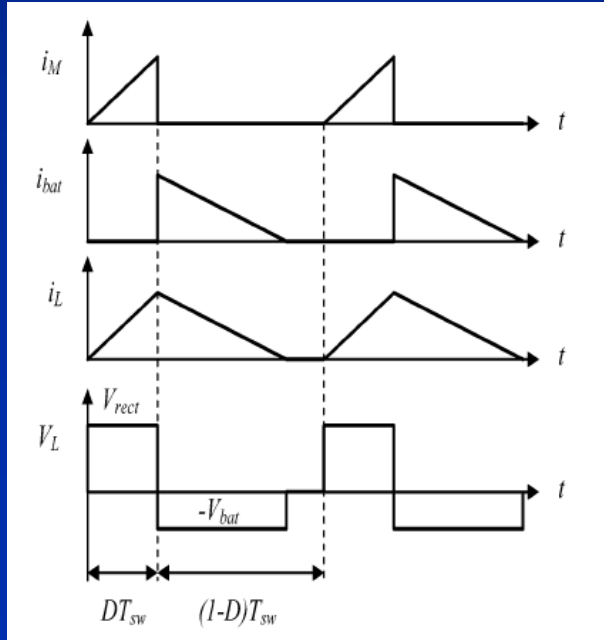 i_M
t
i_bat
t
i_L
t
V_rect
V_L
t
-V_bat
DT_sw (1-D)T_sw